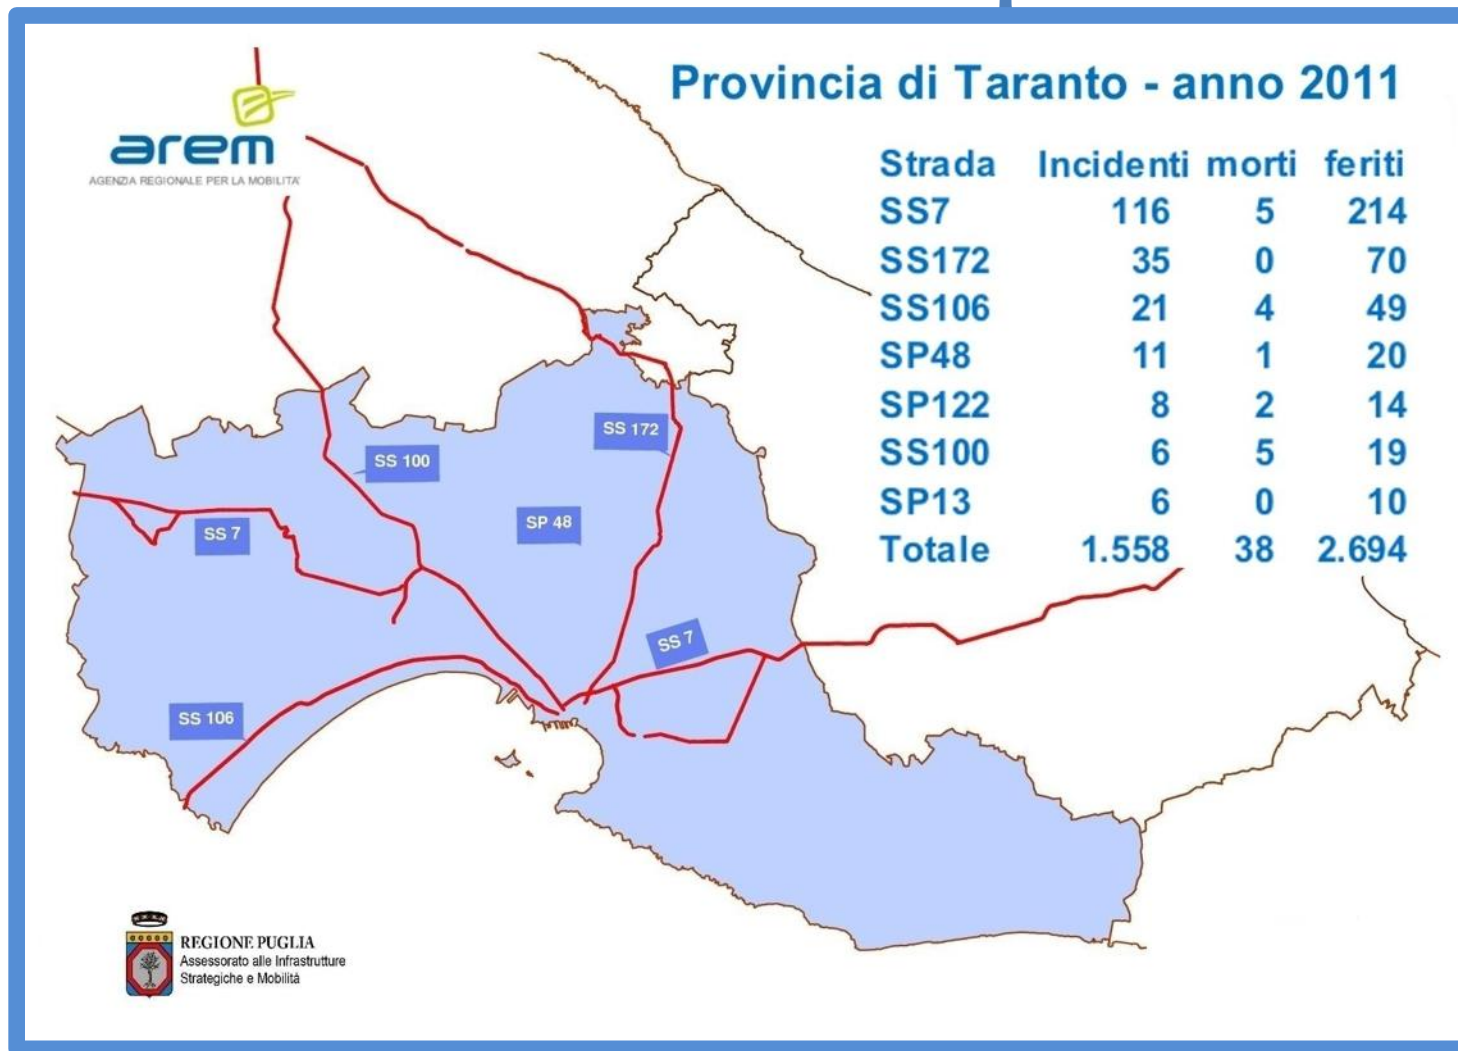 Provincia di Taranto - anno 2011
arem
AGENZIA REGIONALE PER LA MOBILITA'
Strada Incidenti morti feriti
SS7 116 5 214
SS172 35 0 70
SS106 21 4 49
SP48 11 1 20
SP122 8 2 14
SS100 6 5 19
SP13 6 0 10
Totale 1.558 38 2.694
SS 172
SS 100
SP 48
SS 7
SS 7
SS 106
REGIONE PUGLIA
Assessorato alle Infrastrutture
Strategiche e Mobilità